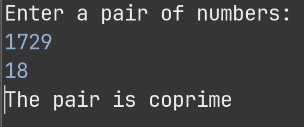 Enter a pair of numbers:
1729
18
The pair is coprime